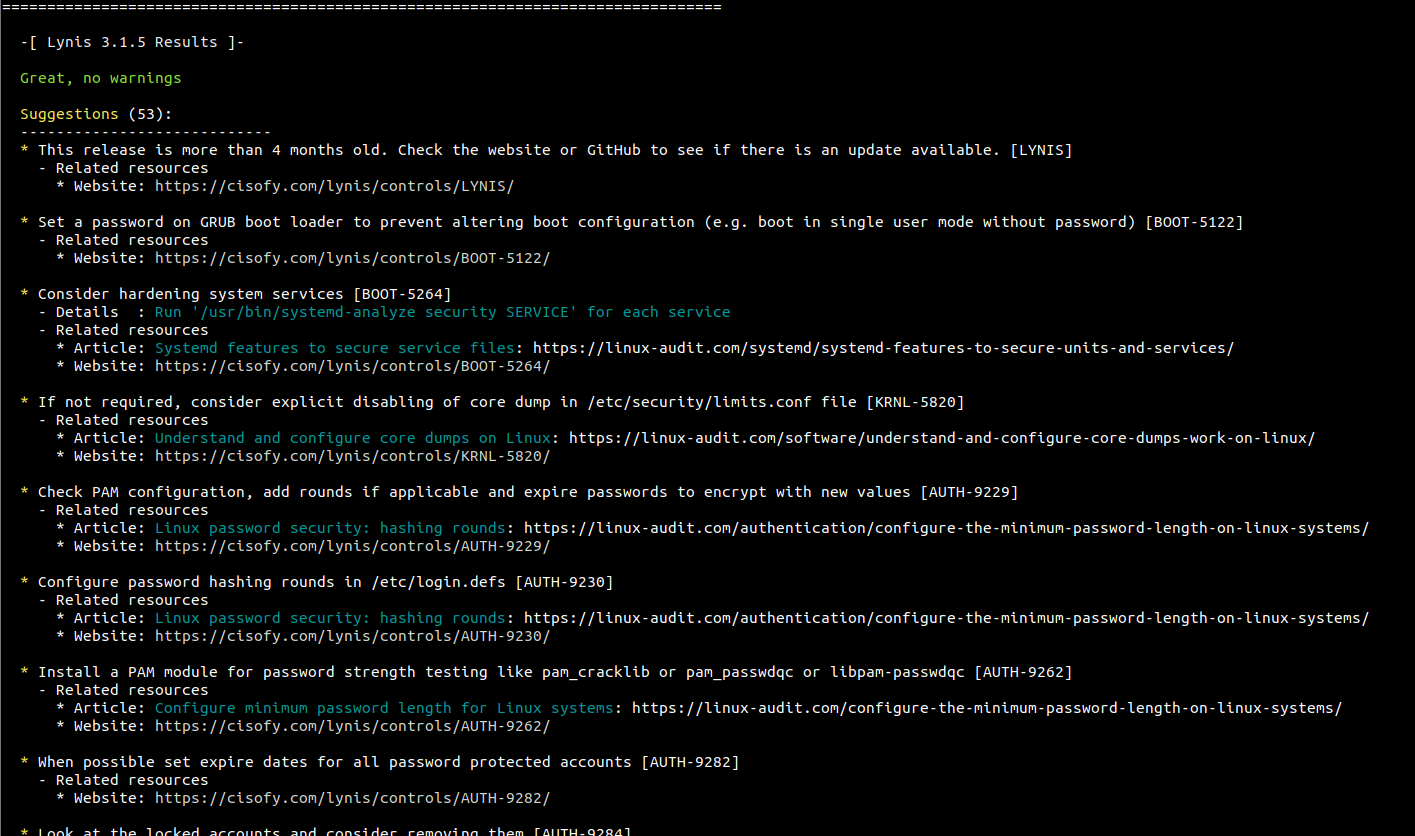 ================================================================================

-[ Lynis 3.1.5 Results ]-

Great, no warnings

Suggestions (53):
----------------------------
* This release is more than 4 months old. Check the website or GitHub to see if there is an update available. [LYNIS]
- Related resources
* Website: https://cisofy.com/lynis/controls/LYNIS/

* Set a password on GRUB boot loader to prevent altering boot configuration (e.g. boot in single user mode without password) [BOOT-5122]
- Related resources
* Website: https://cisofy.com/lynis/controls/BOOT-5122/

* Consider hardening system services [BOOT-5264]
- Details  : Run '/usr/bin/systemd-analyze security SERVICE' for each service
- Related resources
* Article: Systemd features to secure service files: https://linux-audit.com/systemd/systemd-features-to-secure-units-and-services/
* Website: https://cisofy.com/lynis/controls/BOOT-5264/

* If not required, consider explicit disabling of core dump in /etc/security/limits.conf file [KRNL-5820]
- Related resources
* Article: Understand and configure core dumps on Linux: https://linux-audit.com/software/understand-and-configure-core-dumps-work-on-linux/
* Website: https://cisofy.com/lynis/controls/KRNL-5820/

* Check PAM configuration, add rounds if applicable and expire passwords to encrypt with new values [AUTH-9229]
- Related resources
* Article: Linux password security: hashing rounds: https://linux-audit.com/authentication/configure-the-minimum-password-length-on-linux-systems/
* Website: https://cisofy.com/lynis/controls/AUTH-9229/

* Configure password hashing rounds in /etc/login.defs [AUTH-9230]
- Related resources
* Article: Linux password security: hashing rounds: https://linux-audit.com/authentication/configure-the-minimum-password-length-on-linux-systems/
* Website: https://cisofy.com/lynis/controls/AUTH-9230/

* Install a PAM module for password strength testing like pam_cracklib or pam_passwdqc or libpam-passwdqc [AUTH-9262]
- Related resources
* Article: Configure minimum password length for Linux systems: https://linux-audit.com/configure-the-minimum-password-length-on-linux-systems/
* Website: https://cisofy.com/lynis/controls/AUTH-9262/

* When possible set expire dates for all password protected accounts [AUTH-9282]
- Related resources
* Website: https://cisofy.com/lynis/controls/AUTH-9282/

* Look at the locked accounts and consider removing them [AUTH-9284]